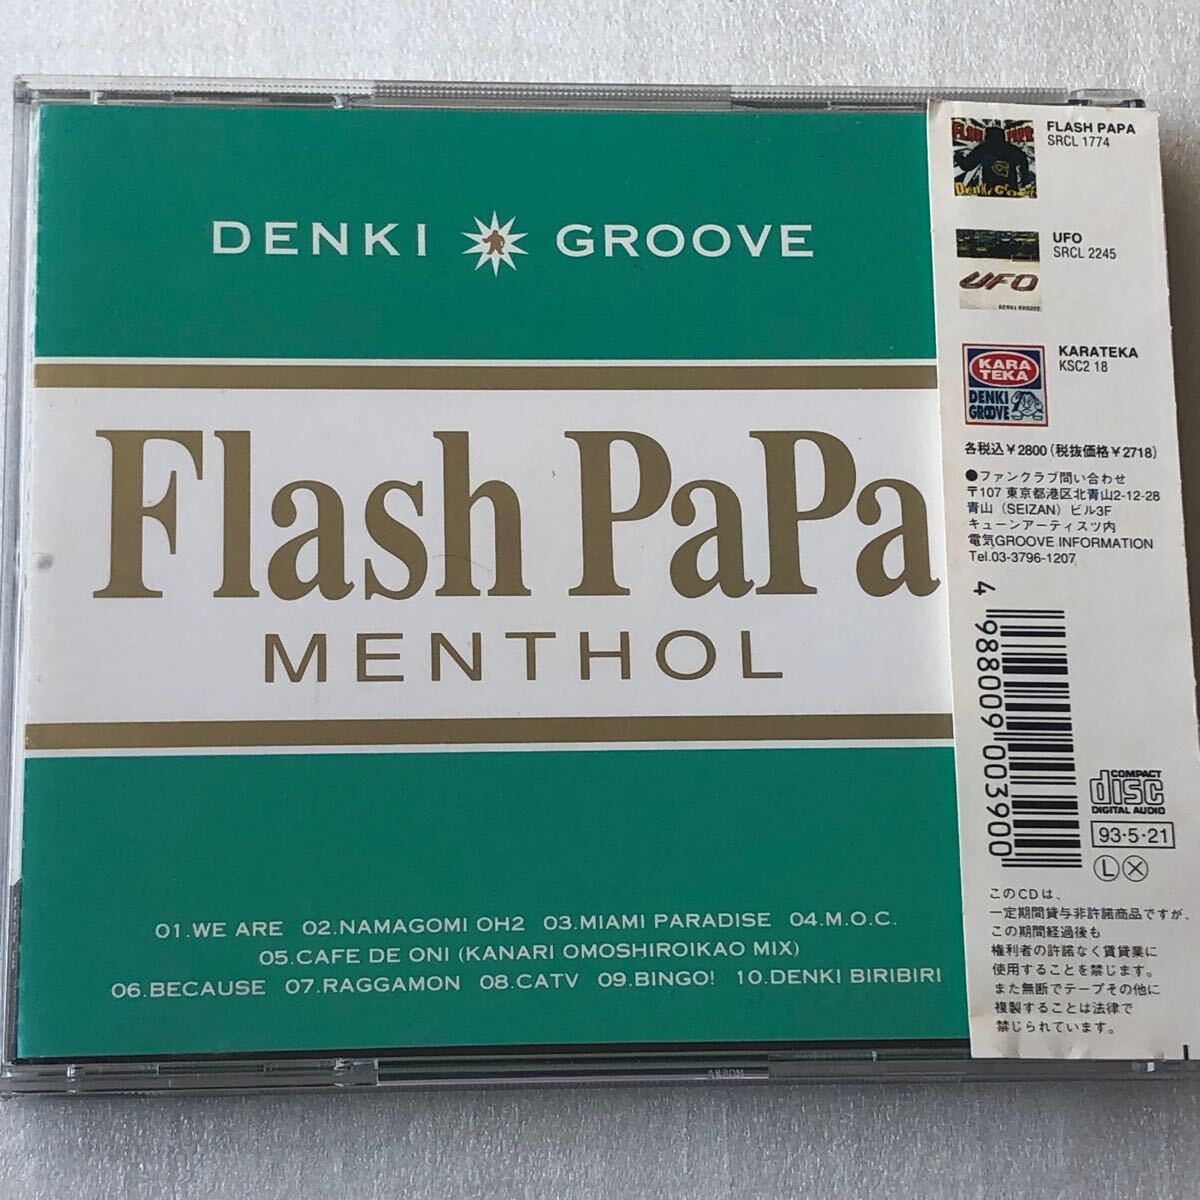 DENKI GROOVE
Flash PaPa
MENTHOL
01.WE ARE 02.NAMAGOMI OH2 03.MIAMI PARADISE 04.M.O.C.
05.CAFE DE ONI (KANARI OMOSHIROIKAO MIX)
06.BECAUSE 07.RAGGAMON 08.CATV 09.BINGO! 10.DENKI BIRIBIRI
FLASH PAPA
DENKI GROOVE
FLASH PAPA
SRCL 1774
UFO
DENKI GROOVE
UFO
SRCL 2245
KARA
TEKA
DENKI
GROOVE
KARATEKA
KSC2 18
各税込¥2800(税抜価格¥2718)
●ファンクラブ問い合わせ
〒107 東京都港区北青山2-12-28
青山(SEIZAN)ビル3F
キューンアーティスツ内
電気GROOVE INFORMATION
Tel.03-3796-1207
4 988009 003900
COMPACT
disc
DIGITAL AUDIO
93·5·21
Ⓛ Ⓧ
このCDは、
一定期間貸与非許諾商品ですが、
この期間経過後も
権利者の許諾なく賃貸業に
使用することを禁じます。
また無断でテープその他に
複製することは法律で
禁じられています。